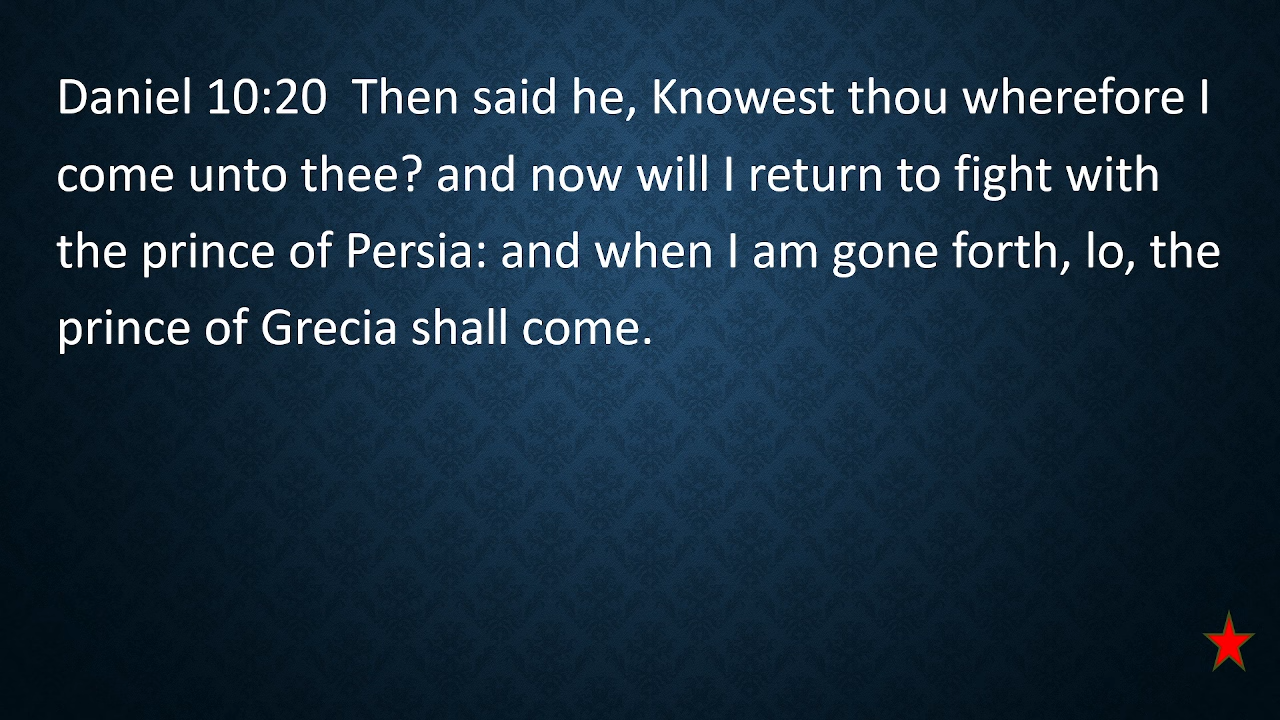 Daniel 10:20  Then said he, Knowest thou wherefore I
come unto thee? and now will I return to fight with
the prince of Persia: and when I am gone forth, lo, the
prince of Grecia shall come.